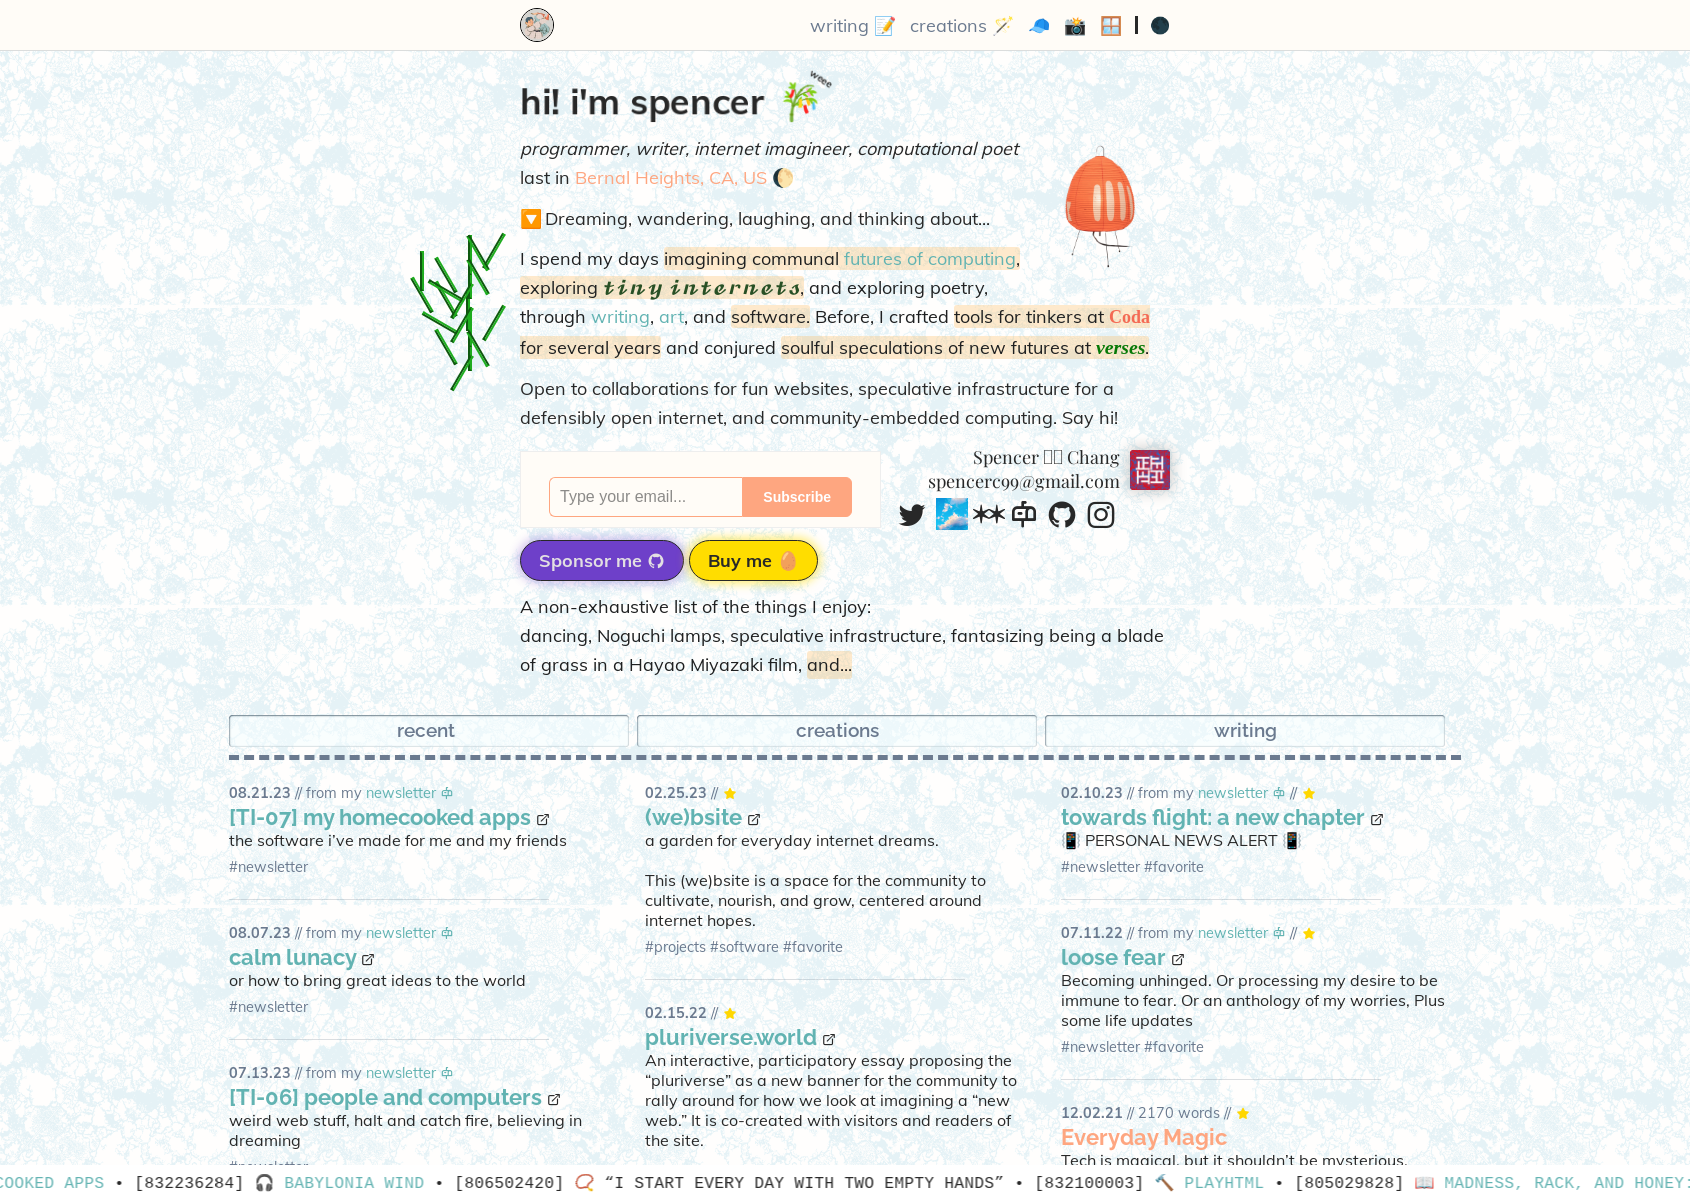 writing 📝 creations 🪄 🧢 📸 🪟 | 🌑
hi! i'm spencer 🎋
weee
programmer, writer, internet imagineer, computational poet
last in Bernal Heights, CA, US 🌔
🔽 Dreaming, wandering, laughing, and thinking about...
I spend my days imagining communal futures of computing,
exploring tiny internets, and exploring poetry,
through writing, art, and software. Before, I crafted tools for tinkers at Coda
for several years and conjured soulful speculations of new futures at verses.
Open to collaborations for fun websites, speculative infrastructure for a
defensibly open internet, and community-embedded computing. Say hi!
Type your email...
Subscribe
Spencer Chang
spencerc99@gmail.com
Sponsor me
Buy me 🥚
A non-exhaustive list of the things I enjoy:
dancing, Noguchi lamps, speculative infrastructure, fantasizing being a blade
of grass in a Hayao Miyazaki film, and...
recent
creations
writing
08.21.23 // from my newsletter
[TI-07] my homecooked apps
the software i've made for me and my friends
#newsletter
08.07.23 // from my newsletter
calm lunacy
or how to bring great ideas to the world
#newsletter
07.13.23 // from my newsletter
[TI-06] people and computers
weird web stuff, halt and catch fire, believing in
dreaming
#newsletter
02.25.23 // ⭐
(we)bsite
a garden for everyday internet dreams.
This (we)bsite is a space for the community to
cultivate, nourish, and grow, centered around
internet hopes.
#projects #software #favorite
02.15.22 // ⭐
pluriverse.world
An interactive, participatory essay proposing the
“pluriverse” as a new banner for the community to
rally around for how we look at imagining a “new
web.” It is co-created with visitors and readers of
the site.
02.10.23 // from my newsletter // ⭐
towards flight: a new chapter
📳 PERSONAL NEWS ALERT 📳
#newsletter #favorite
07.11.22 // from my newsletter // ⭐
loose fear
Becoming unhinged. Or processing my desire to be
immune to fear. Or an anthology of my worries, Plus
some life updates
#newsletter #favorite
12.02.21 // 2170 words // ⭐
Everyday Magic
Tech is magical, but it shouldn't be mysterious.
COOKED APPS • [832236284] 🎧 BABYLONIA WIND • [806502420] 📿 “I START EVERY DAY WITH TWO EMPTY HANDS” • [832100003] 🔨 PLAYHTML • [805029828] 📖 MADNESS, RACK, AND HONEY: